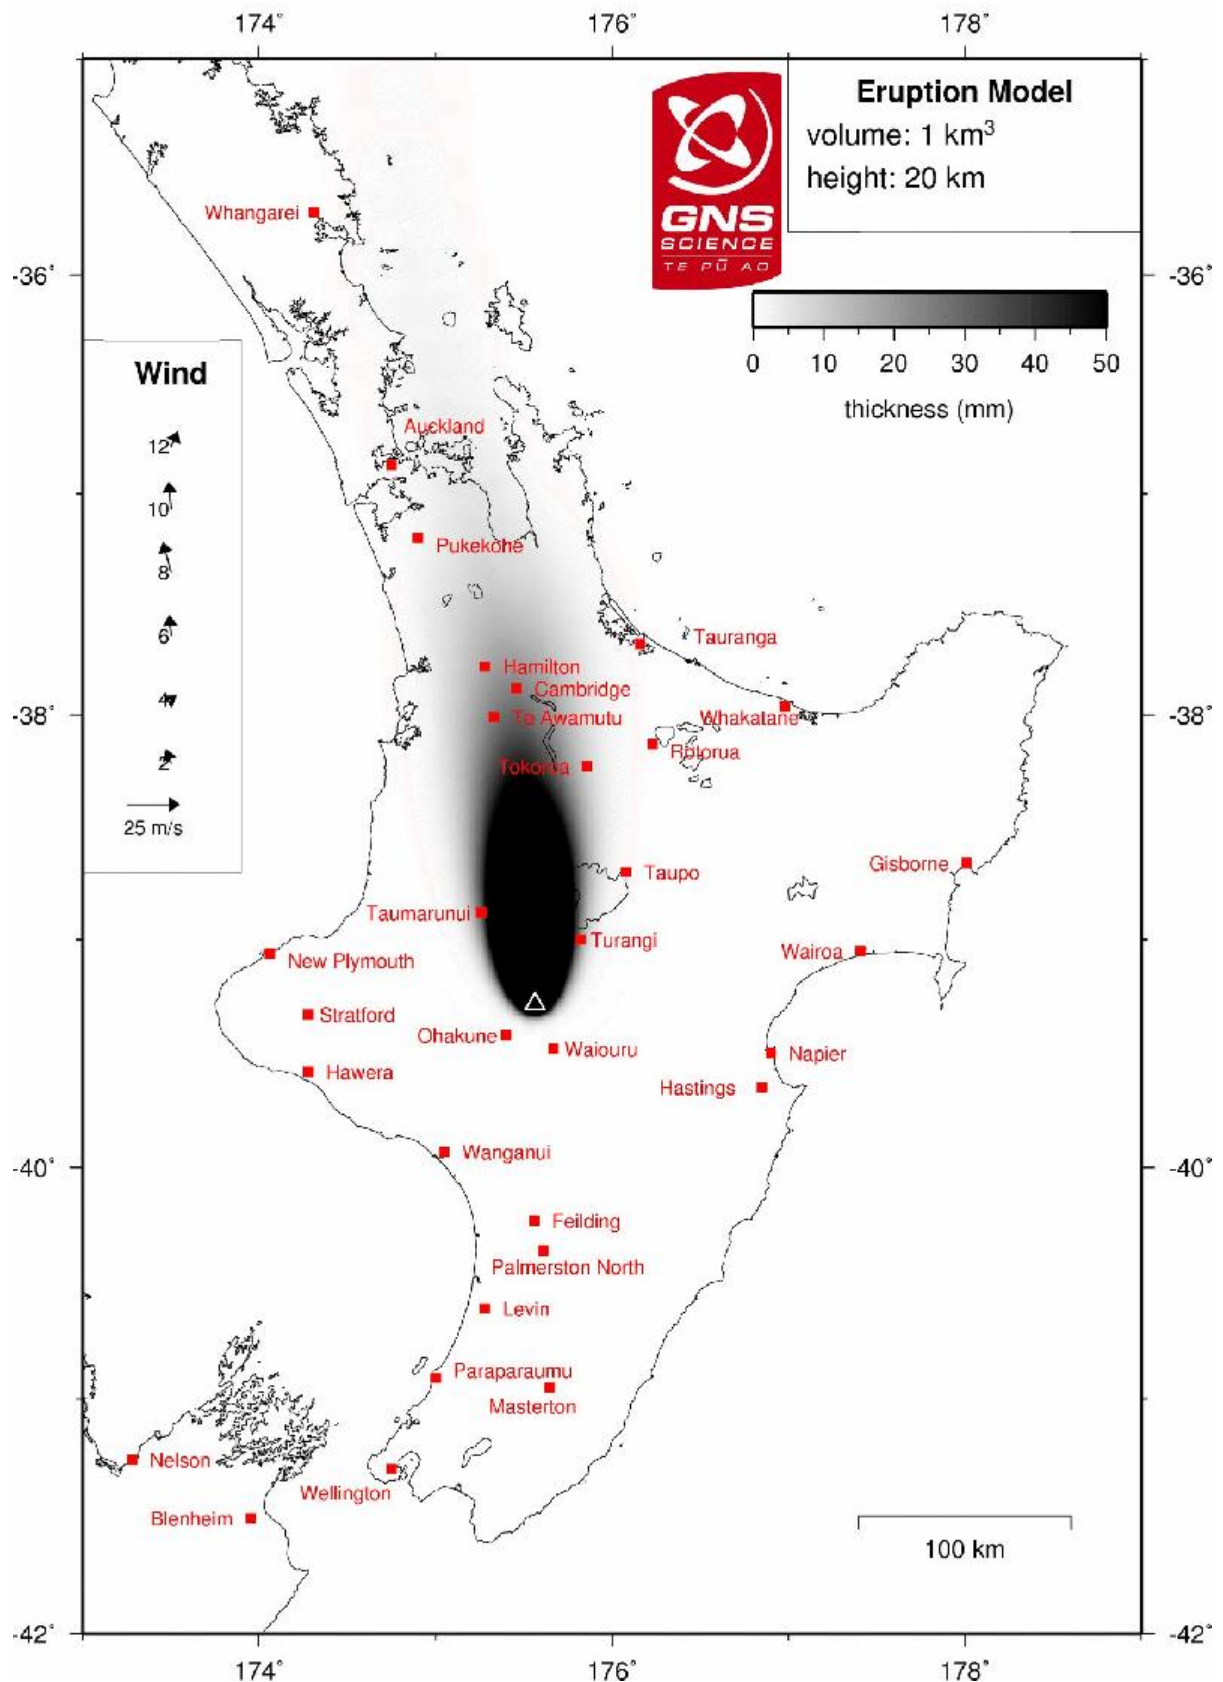 174°
176°
178°
Eruption Model
volume: 1 km³
height: 20 km
GNS
SCIENCE
TE PŪ AO
Whangarei
-36°
-36°
0 10 20 30 40 50
thickness (mm)
Wind
12
10
8
6
4
2
25 m/s
Auckland
Pukekohe
Tauranga
Hamilton
Cambridge
Te Awamutu
Whakatane
-38°
-38°
Rotorua
Tokoroa
Taupo
Gisborne
Taumarunui
Turangi
Wairoa
New Plymouth
Stratford
Ohakune
Waiouru
Napier
Hawera
Hastings
Wanganui
-40°
-40°
Feilding
Palmerston North
Levin
Paraparaumu
Masterton
Nelson
Wellington
Blenheim
100 km
-42°
-42°
174°
176°
178°